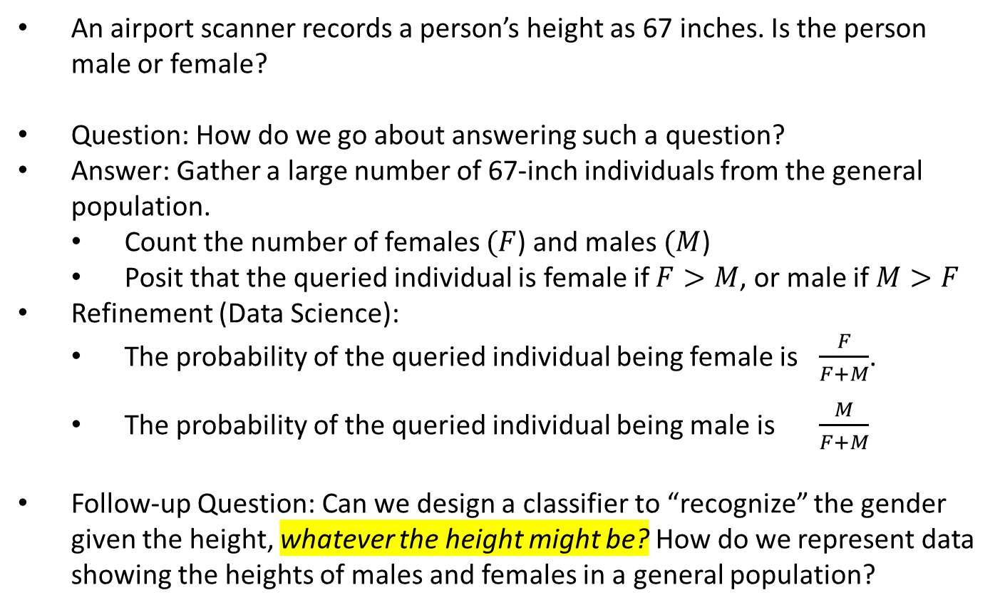 • An airport scanner records a person’s height as 67 inches. Is the person
male or female?
• Question: How do we go about answering such a question?
• Answer: Gather a large number of 67-inch individuals from the general
population.
• Count the number of females (F) and males (M)
• Posit that the queried individual is female if F > M, or male if M > F
• Refinement (Data Science):
• The probability of the queried individual being female is F/F+M.
• The probability of the queried individual being male is M/F+M
• Follow-up Question: Can we design a classifier to “recognize” the gender
given the height, whatever the height might be? How do we represent data
showing the heights of males and females in a general population?